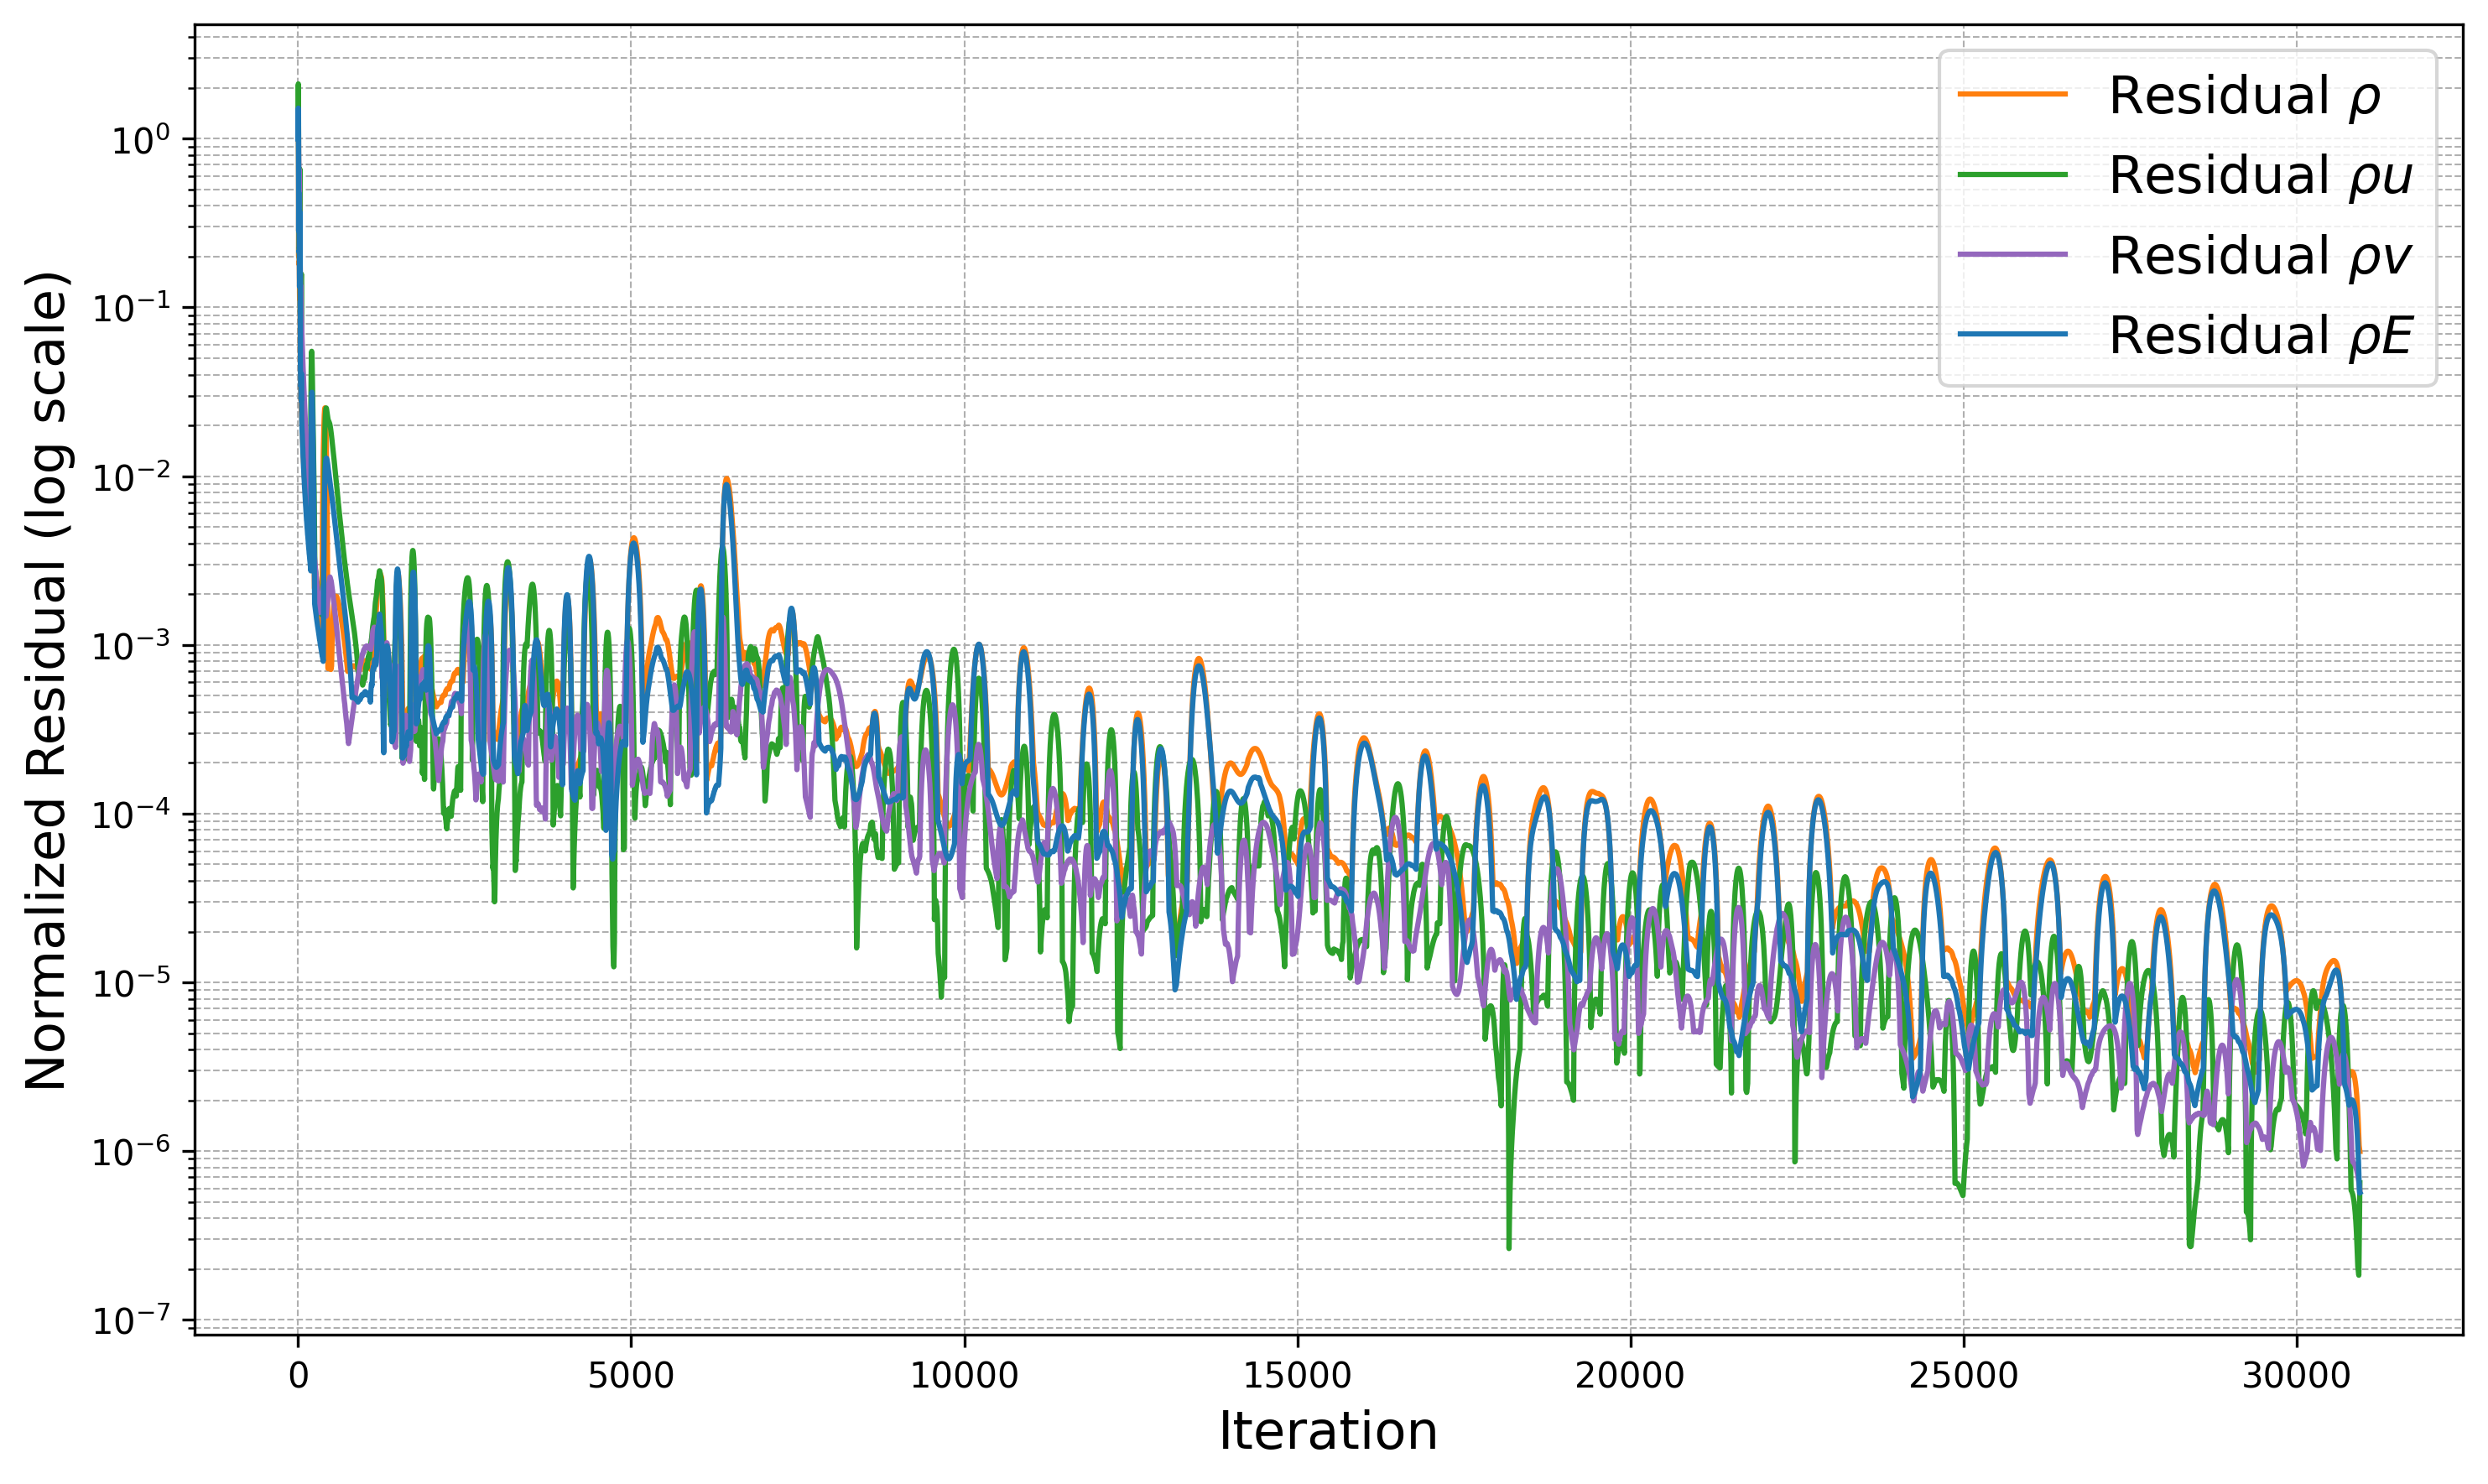 Normalized Residual (log scale)
10⁰
10⁻¹
10⁻²
10⁻³
10⁻⁴
10⁻⁵
10⁻⁶
10⁻⁷
Residual ρ
Residual ρu
Residual ρv
Residual ρE
0 5000 10000 15000 20000 25000 30000
Iteration